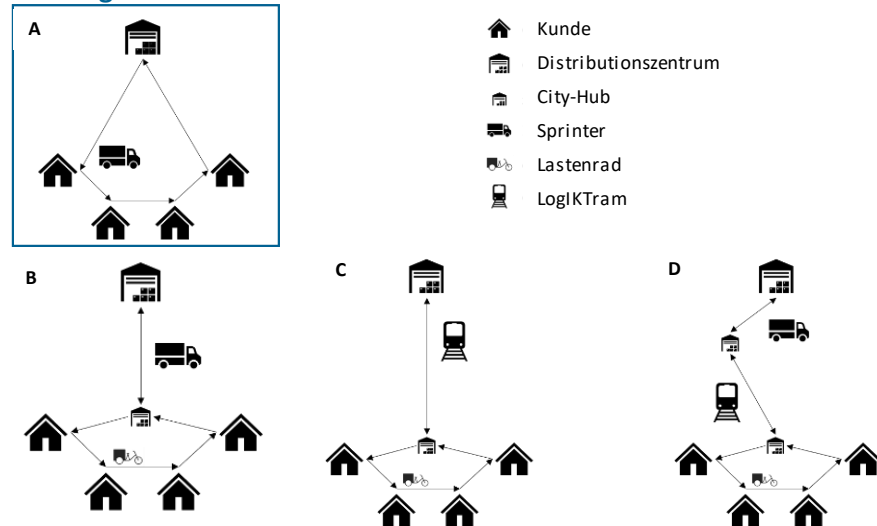 A
Kunde
Distributionszentrum
City-Hub
Sprinter
Lastenrad
LogIKTram
B
C
D